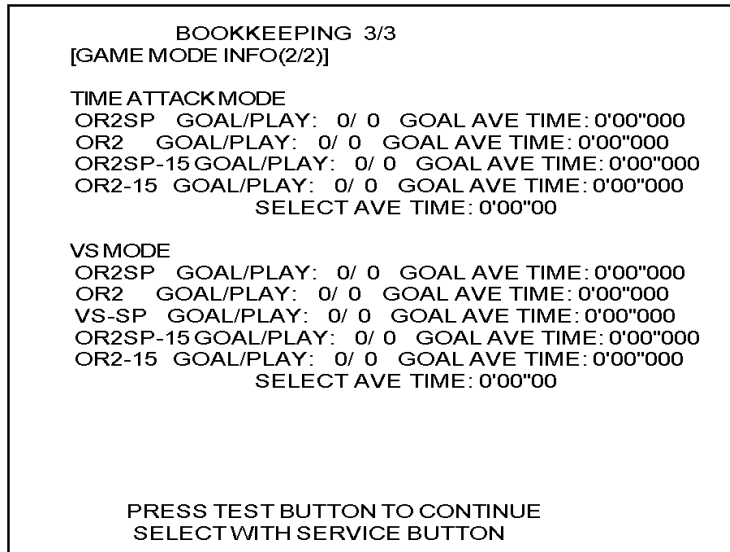 BOOKKEEPING 3/3
[GAME MODE INFO(2/2)]
TIME ATTACK MODE
OR2SP GOAL/PLAY: 0/ 0 GOAL AVE TIME: 0'00"000
OR2 GOAL/PLAY: 0/ 0 GOAL AVE TIME: 0'00"000
OR2SP-15 GOAL/PLAY: 0/ 0 GOAL AVE TIME: 0'00"000
OR2-15 GOAL/PLAY: 0/ 0 GOAL AVE TIME: 0'00"000
SELECT AVE TIME: 0'00"00
VS MODE
OR2SP GOAL/PLAY: 0/ 0 GOAL AVE TIME: 0'00"000
OR2 GOAL/PLAY: 0/ 0 GOAL AVE TIME: 0'00"000
VS-SP GOAL/PLAY: 0/ 0 GOAL AVE TIME: 0'00"000
OR2SP-15 GOAL/PLAY: 0/ 0 GOAL AVE TIME: 0'00"000
OR2-15 GOAL/PLAY: 0/ 0 GOAL AVE TIME: 0'00"000
SELECT AVE TIME: 0'00"00
PRESS TEST BUTTON TO CONTINUE
SELECT WITH SERVICE BUTTON